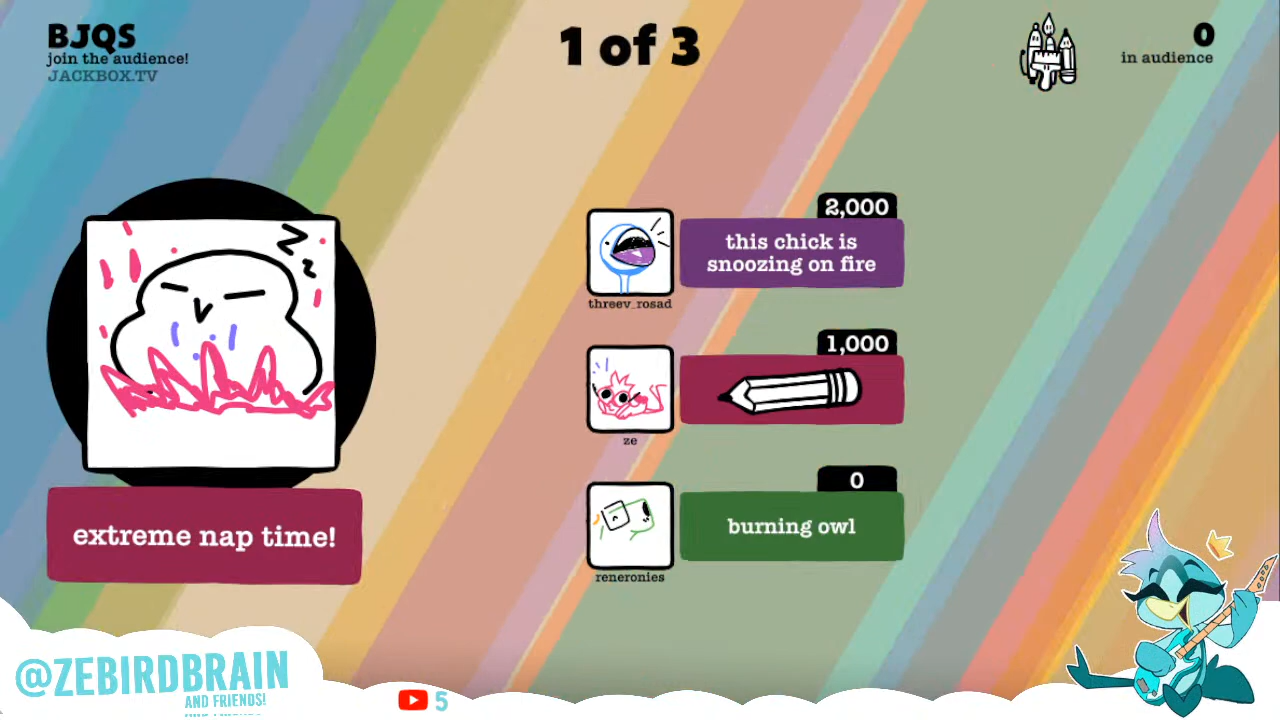 BJQS
join the audience!
JACKBOX.TV
1 of 3
0
in audience
z
z
extreme nap time!
2,000
this chick is
snoozing on fire
threev_rosad
1,000
ze
0
burning owl
reneronies
@ZEBIRDBRAIN
AND FRIENDS!
5